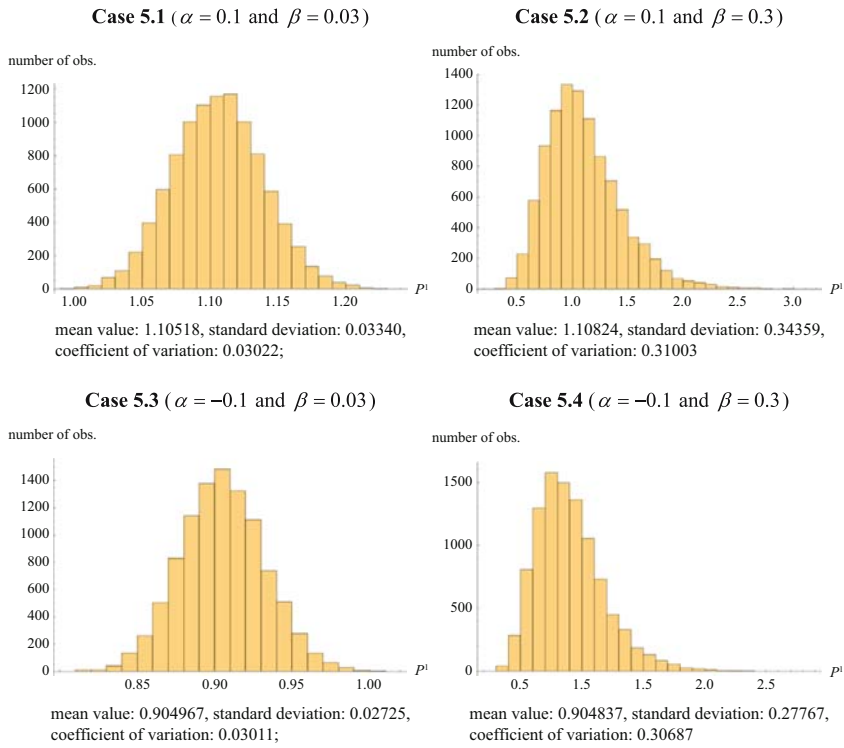 Case 5.1 ( α = 0.1 and β = 0.03 )
number of obs.
1200
1000
800
600
400
200
0
1.00 1.05 1.10 1.15 1.20
P¹
mean value: 1.10518, standard deviation: 0.03340,
coefficient of variation: 0.03022;
Case 5.2 ( α = 0.1 and β = 0.3 )
number of obs.
1400
1200
1000
800
600
400
200
0
0.5 1.0 1.5 2.0 2.5 3.0
P¹
mean value: 1.10824, standard deviation: 0.34359,
coefficient of variation: 0.31003
Case 5.3 ( α = −0.1 and β = 0.03 )
number of obs.
1400
1200
1000
800
600
400
200
0
0.85 0.90 0.95 1.00
P¹
mean value: 0.904967, standard deviation: 0.02725,
coefficient of variation: 0.03011;
Case 5.4 ( α = −0.1 and β = 0.3 )
number of obs.
1500
1000
500
0
0.5 1.5 1.5 2.0 2.5
P¹
mean value: 0.904837, standard deviation: 0.27767,
coefficient of variation: 0.30687